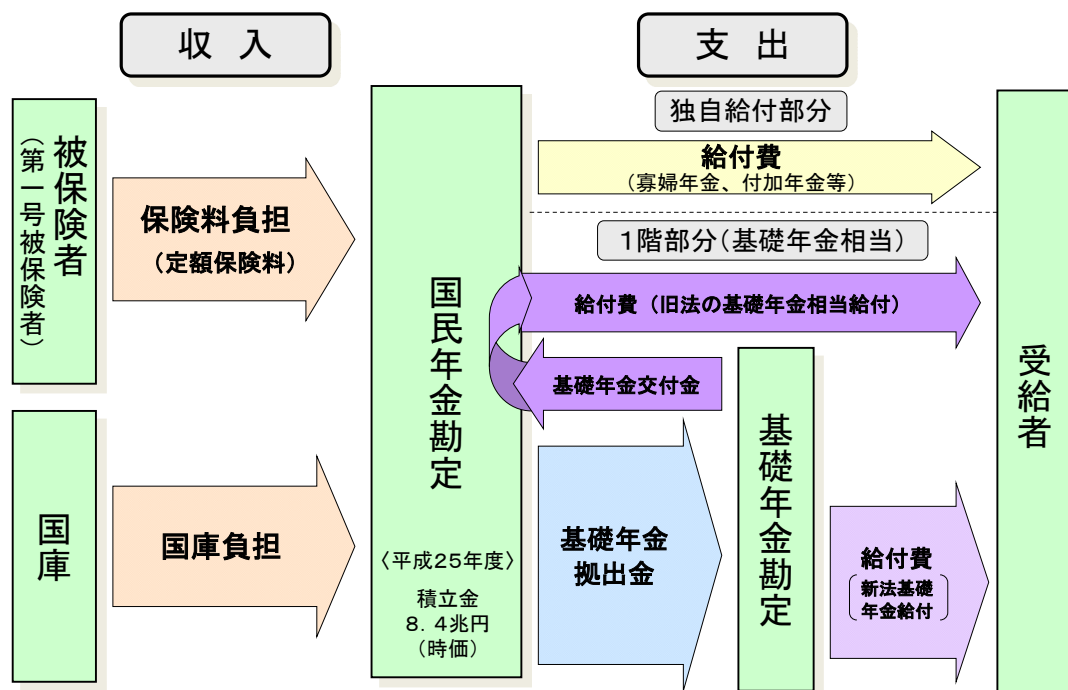 収 入
支 出
被保険者
(第一号被保険者)
保険料負担
(定額保険料)
国庫
国庫負担
国民年金勘定
〈平成25年度〉
積立金
8.4兆円
(時価)
独自給付部分
給付費
(寡婦年金、付加年金等)
1階部分(基礎年金相当)
給付費(旧法の基礎年金相当給付)
基礎年金交付金
基礎年金
拠出金
基礎年金勘定
給付費
新法基礎
年金給付
受給者